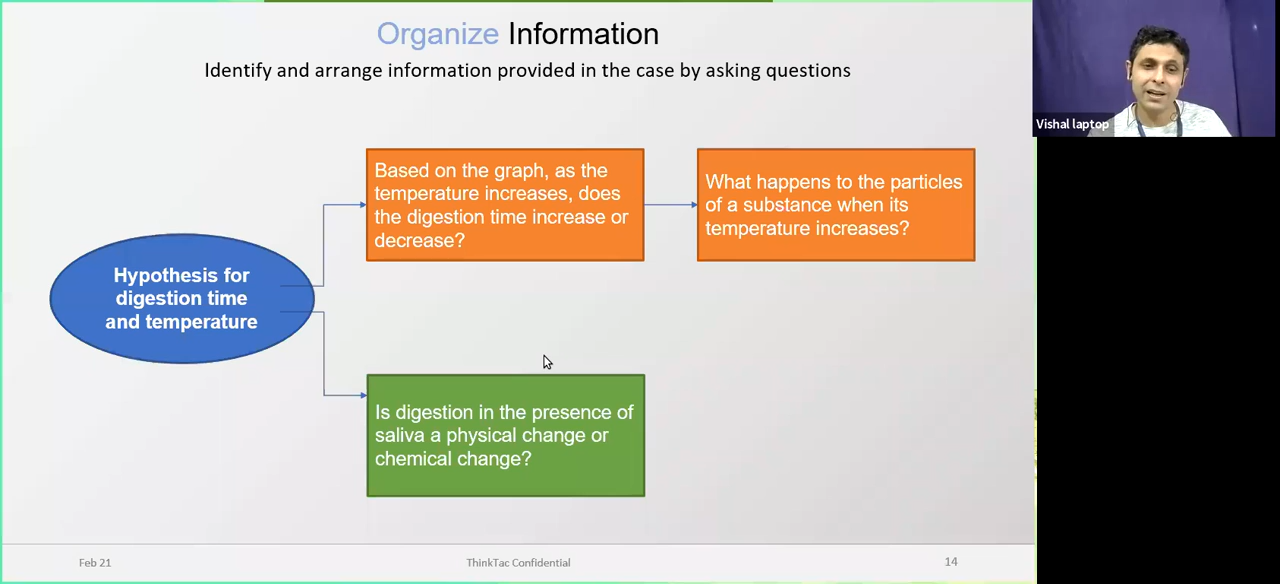 Organize Information
Identify and arrange information provided in the case by asking questions
Vishal laptop
Based on the graph, as the
temperature increases, does
the digestion time increase or
decrease?
What happens to the particles
of a substance when its
temperature increases?
Hypothesis for
digestion time
and temperature
Is digestion in the presence of
saliva a physical change or
chemical change?
Feb 21
ThinkTac Confidential
14